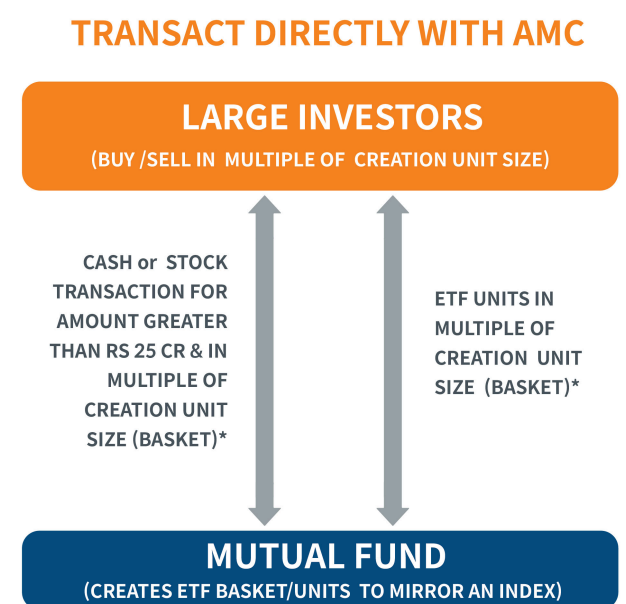 TRANSACT DIRECTLY WITH AMC
LARGE INVESTORS
(BUY /SELL IN MULTIPLE OF CREATION UNIT SIZE)
CASH or STOCK
TRANSACTION FOR
AMOUNT GREATER
THAN RS 25 CR & IN
MULTIPLE OF
CREATION UNIT
SIZE (BASKET)*
ETF UNITS IN
MULTIPLE OF
CREATION UNIT
SIZE (BASKET)*
MUTUAL FUND
(CREATES ETF BASKET/UNITS TO MIRROR AN INDEX)